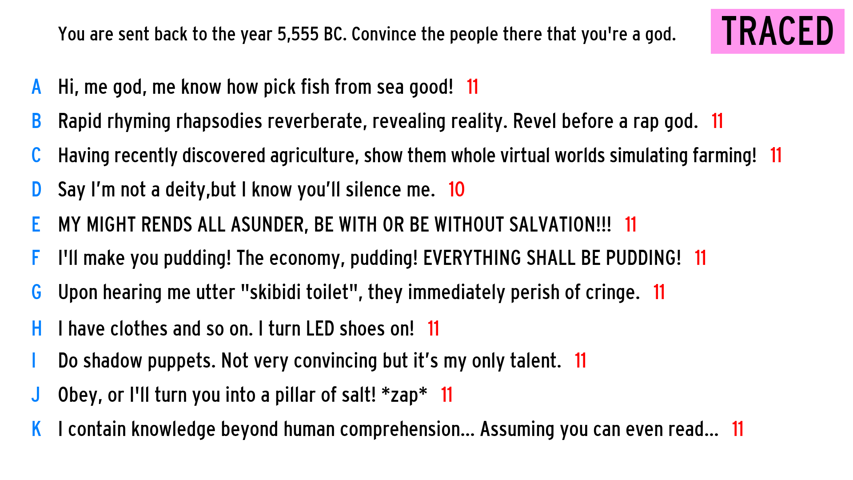 You are sent back to the year 5,555 BC. Convince the people there that you're a god.
TRACED
A Hi, me god, me know how pick fish from sea good! 11
B Rapid rhyming rhapsodies reverberate, revealing reality. Revel before a rap god. 11
C Having recently discovered agriculture, show them whole virtual worlds simulating farming! 11
D Say I’m not a deity,but I know you’ll silence me. 10
E MY MIGHT RENDS ALL ASUNDER, BE WITH OR BE WITHOUT SALVATION!!! 11
F I'll make you pudding! The economy, pudding! EVERYTHING SHALL BE PUDDING! 11
G Upon hearing me utter "skibidi toilet", they immediately perish of cringe. 11
H I have clothes and so on. I turn LED shoes on! 11
I Do shadow puppets. Not very convincing but it’s my only talent. 11
J Obey, or I'll turn you into a pillar of salt! *zap* 11
K I contain knowledge beyond human comprehension... Assuming you can even read... 11